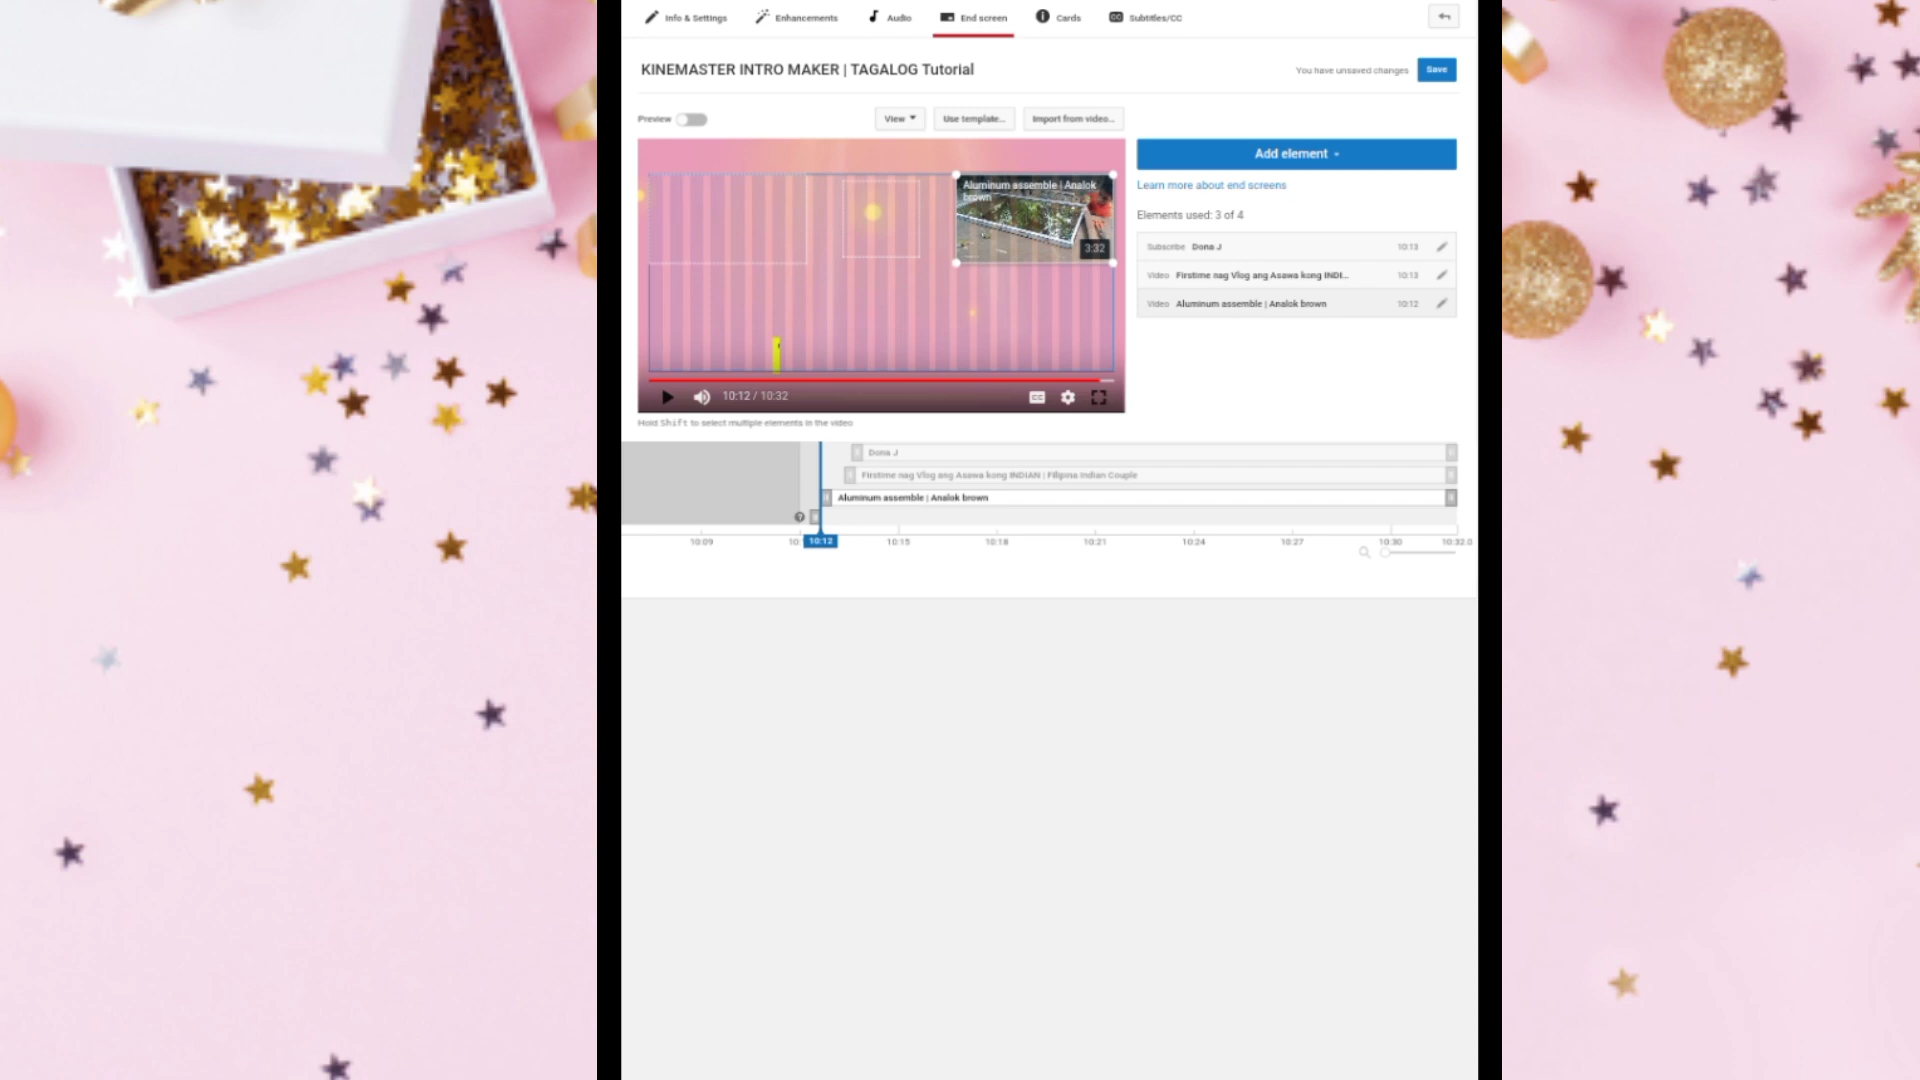 Info & Settings
Enhancements
Audio
End screen
Cards
CC Subtitles/CC
KINEMASTER INTRO MAKER | TAGALOG Tutorial
You have unsaved changes
Save
Preview
View
Use template...
Import from video...
Add element
Learn more about end screens
Elements used: 3 of 4
Subscribe Dona J 10:13
Video Firstime nag Vlog ang Asawa kong INDI... 10:13
Video Aluminum assemble | Analok brown 10:12
Aluminum assemble | Analok
brown
3:32
10:12 / 10:32
CC
Hold Shift to select multiple elements in the video
Dona J
Firstime nag Vlog ang Asawa kong INDIAN | Filipina Indian Couple
Aluminum assemble | Analok brown
10:09 10:12 10:15 10:18 10:21 10:24 10:27 10:30 10:32.0